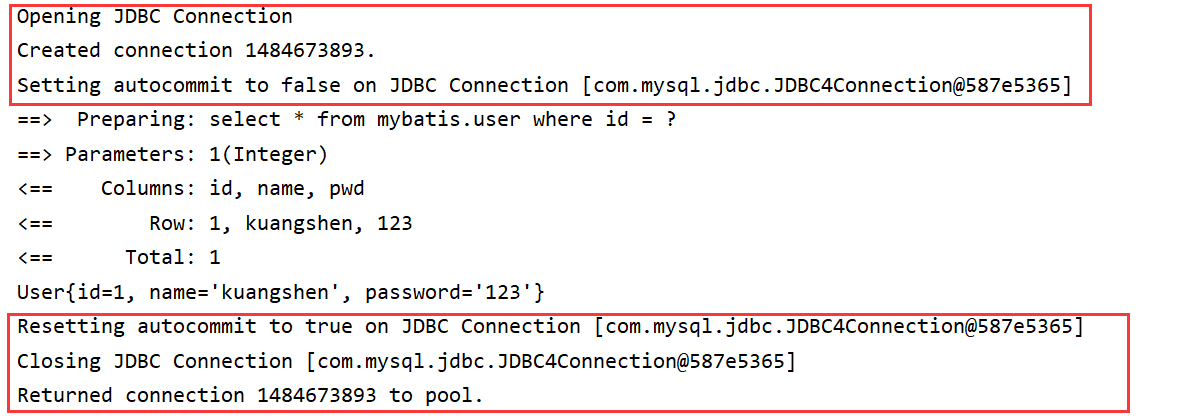 Opening JDBC Connection
Created connection 1484673893.
Setting autocommit to false on JDBC Connection [com.mysql.jdbc.JDBC4Connection@587e5365]
==>  Preparing: select * from mybatis.user where id = ?
==> Parameters: 1(Integer)
<==    Columns: id, name, pwd
<==        Row: 1, kuangshen, 123
<==      Total: 1
User{id=1, name='kuangshen', password='123'}
Resetting autocommit to true on JDBC Connection [com.mysql.jdbc.JDBC4Connection@587e5365]
Closing JDBC Connection [com.mysql.jdbc.JDBC4Connection@587e5365]
Returned connection 1484673893 to pool.